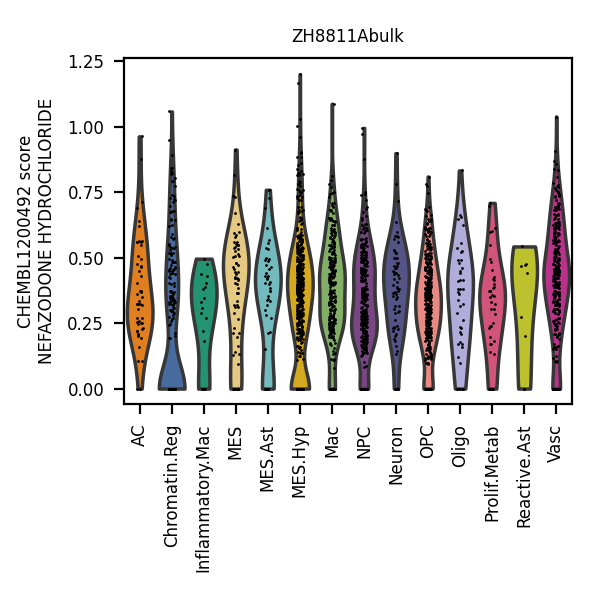 ZH8811Abulk
CHEMBL1200492 score
NEFAZODONE HYDROCHLORIDE
1.25
1.00
0.75
0.50
0.25
0.00
AC
Chromatin.Reg
Inflammatory.Mac
MES
MES.Ast
MES.Hyp
Mac
NPC
Neuron
OPC
Oligo
Prolif.Metab
Reactive.Ast
Vasc